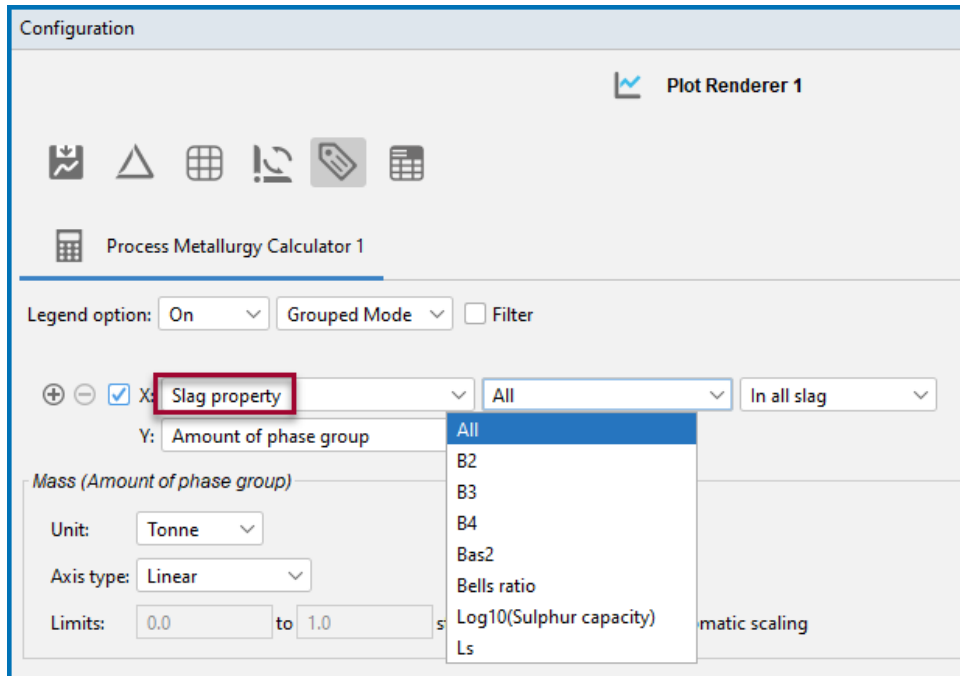 Configuration
Plot Renderer 1
Process Metallurgy Calculator 1
Legend option: On Grouped Mode Filter
X: Slag property All In all slag
Y: Amount of phase group All
B2
Mass (Amount of phase group) B3
Unit: Tonne B4
Bas2
Axis type: Linear Bells ratio
Limits: 0.0 to 1.0 Log10(Sulphur capacity) scaling
Ls